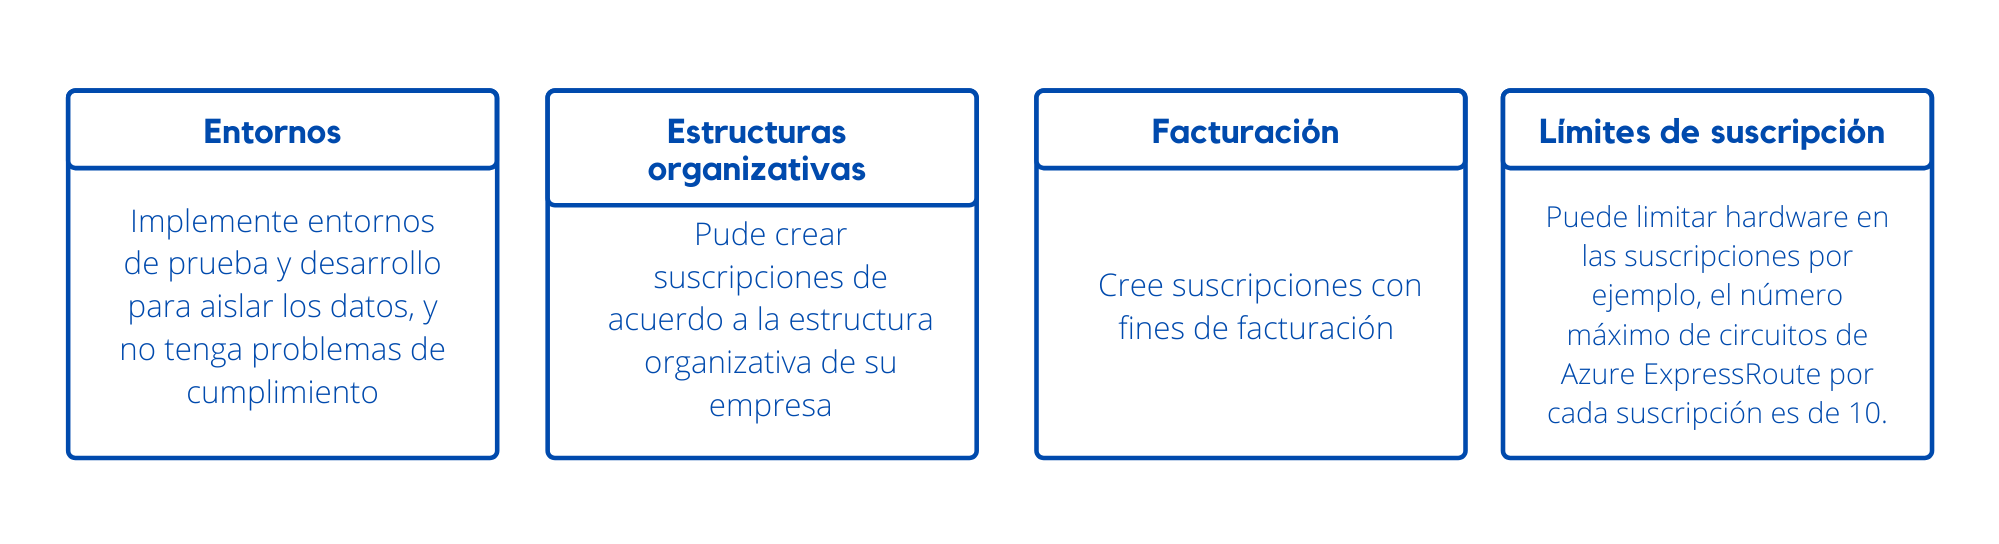 Entornos
Implemente entornos
de prueba y desarrollo
para aislar los datos, y
no tenga problemas de
cumplimiento
Estructuras
organizativas
Pude crear
suscripciones de
acuerdo a la estructura
organizativa de su
empresa
Facturación
Cree suscripciones con
fines de facturación
Límites de suscripción
Puede limitar hardware en
las suscripciones por
ejemplo, el número
máximo de circuitos de
Azure ExpressRoute por
cada suscripción es de 10.